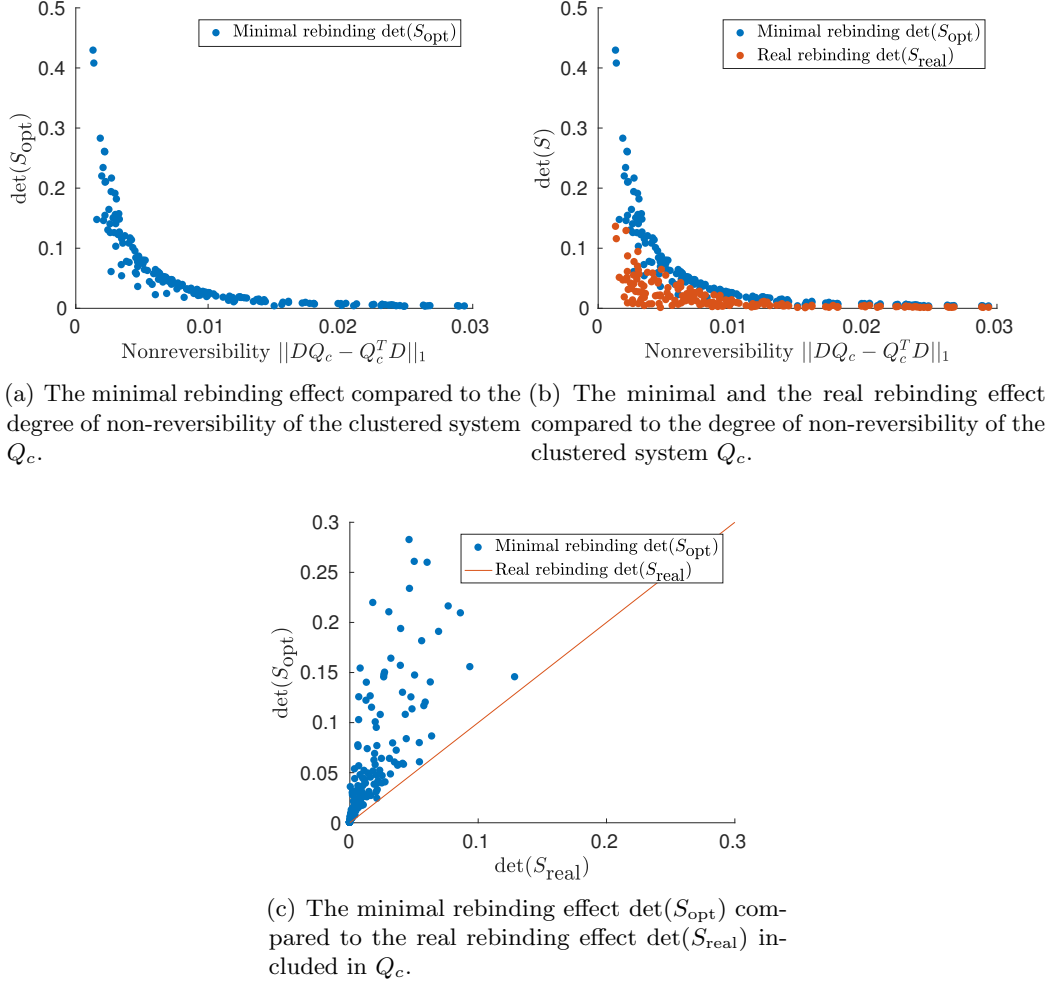 Minimal rebinding det(S_opt)
0.5
0.4
0.3
0.2
0.1
0
det(S_opt)
0
0.01
0.02
0.03
Nonreversibility ||DQ_c − Q_c^T D||_1
(a) The minimal rebinding effect compared to the
degree of non-reversibility of the clustered system
Q_c.
Minimal rebinding det(S_opt)
Real rebinding det(S_real)
0.5
0.4
0.3
0.2
0.1
0
det(S)
0
0.01
0.02
0.03
Nonreversibility ||DQ_c − Q_c^T D||_1
(b) The minimal and the real rebinding effect
compared to the degree of non-reversibility of the
clustered system Q_c.
Minimal rebinding det(S_opt)
Real rebinding det(S_real)
0.3
0.25
0.2
0.15
0.1
0.05
0
det(S_opt)
0
0.1
0.2
0.3
det(S_real)
(c) The minimal rebinding effect det(S_opt) com-
pared to the real rebinding effect det(S_real) in-
cluded in Q_c.